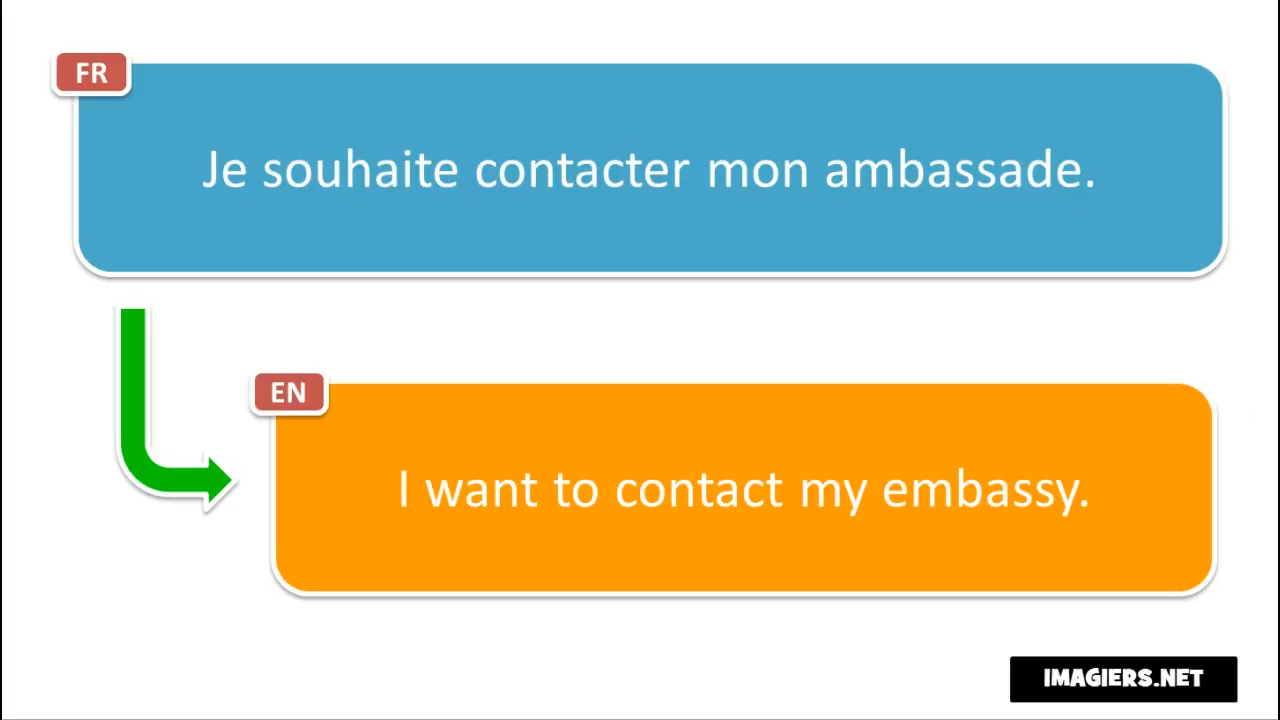 FR
Je souhaite contacter mon ambassade.
EN
I want to contact my embassy.
IMAGIERS.NET